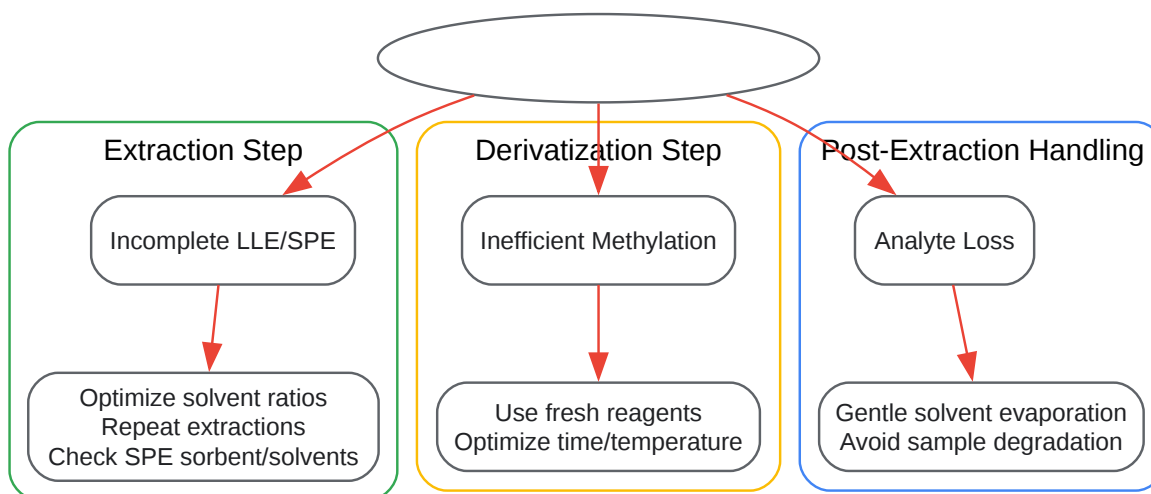 Extraction Step
Derivatization Step
Post-Extraction Handling
Incomplete LLE/SPE
Inefficient Methylation
Analyte Loss
Optimize solvent ratios
Repeat extractions
Check SPE sorbent/solvents
Use fresh reagents
Optimize time/temperature
Gentle solvent evaporation
Avoid sample degradation